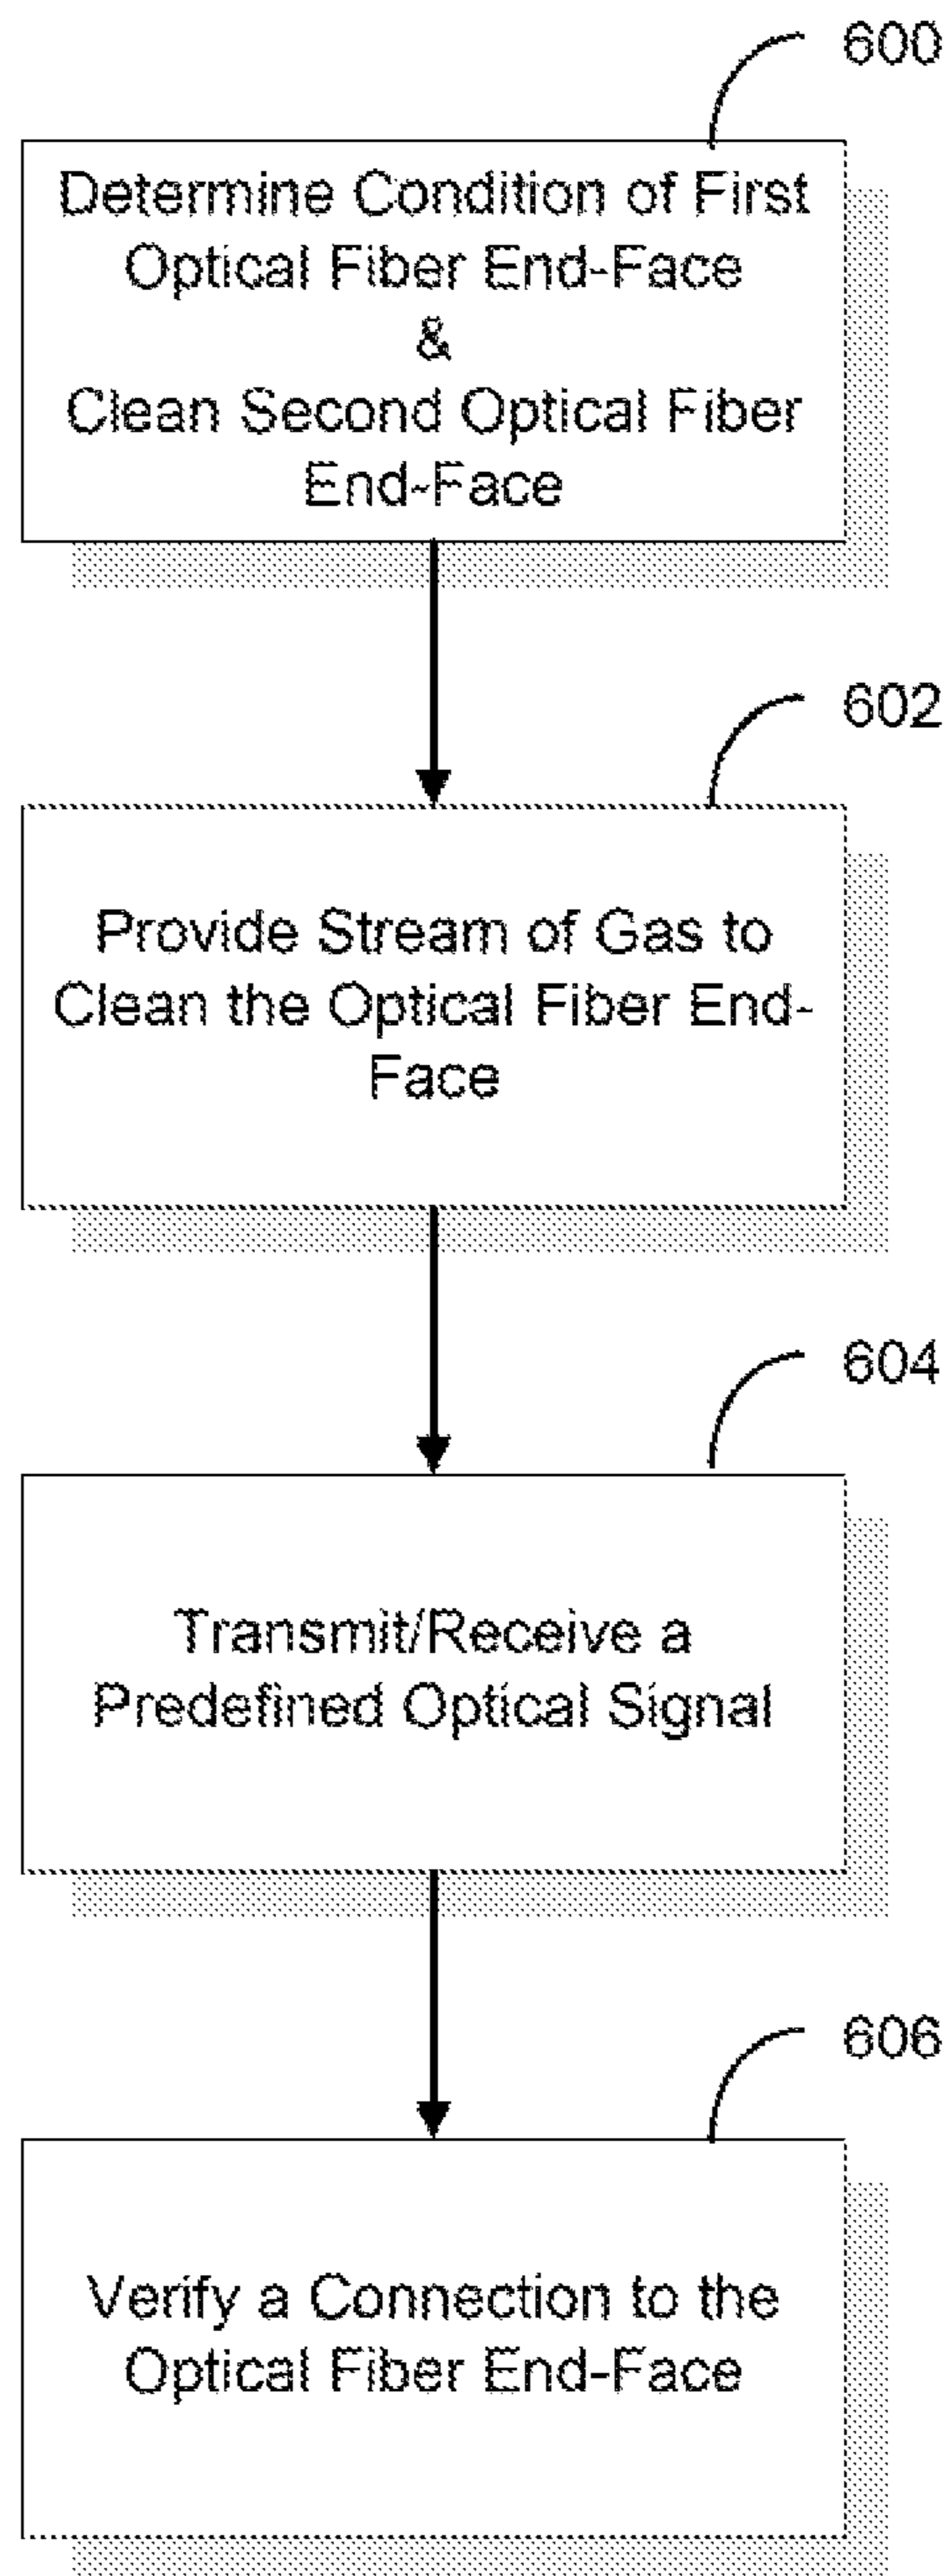 600
Determine Condition of First
Optical Fiber End-Face
&
Clean Second Optical Fiber
End-Face
602
Provide Stream of Gas to
Clean the Optical Fiber End-
Face
604
Transmit/Receive a
Predefined Optical Signal
606
Verify a Connection to the
Optical Fiber End-Face